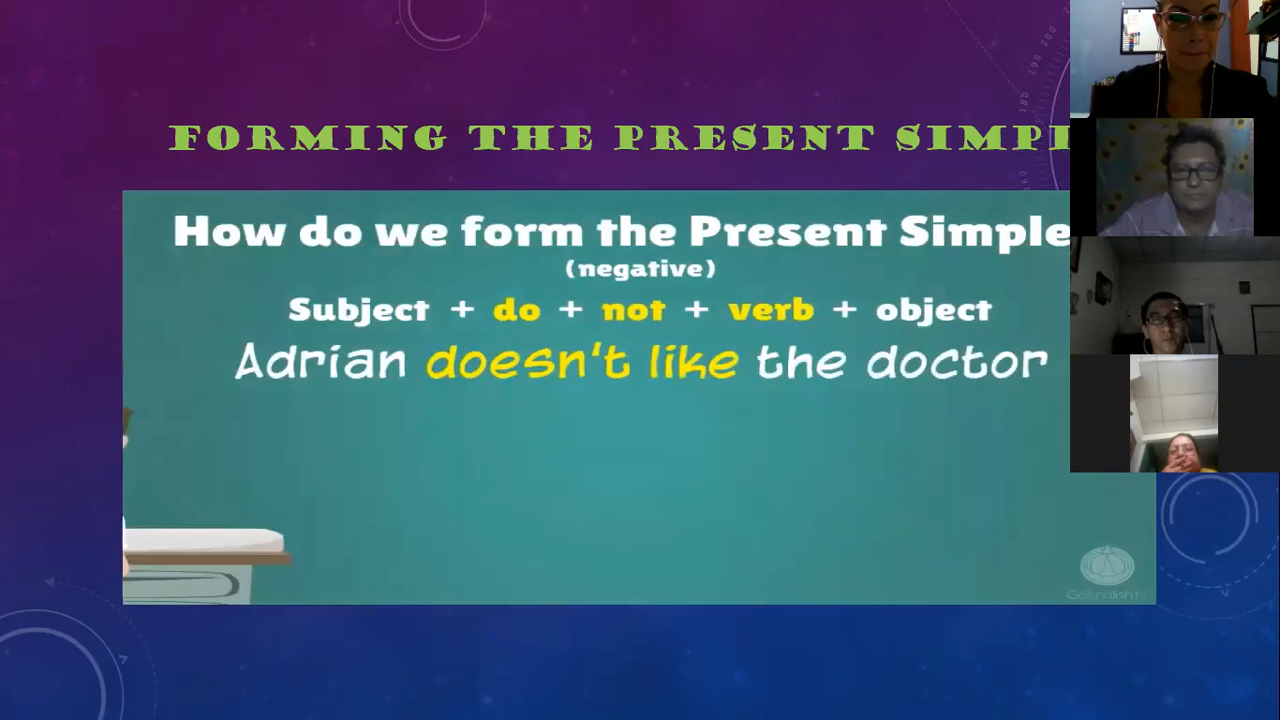 FORMING THE PRESENT SIMPL
How do we form the Present Simple
(negative)
Subject + do + not + verb + object
Adrian doesn't like the doctor